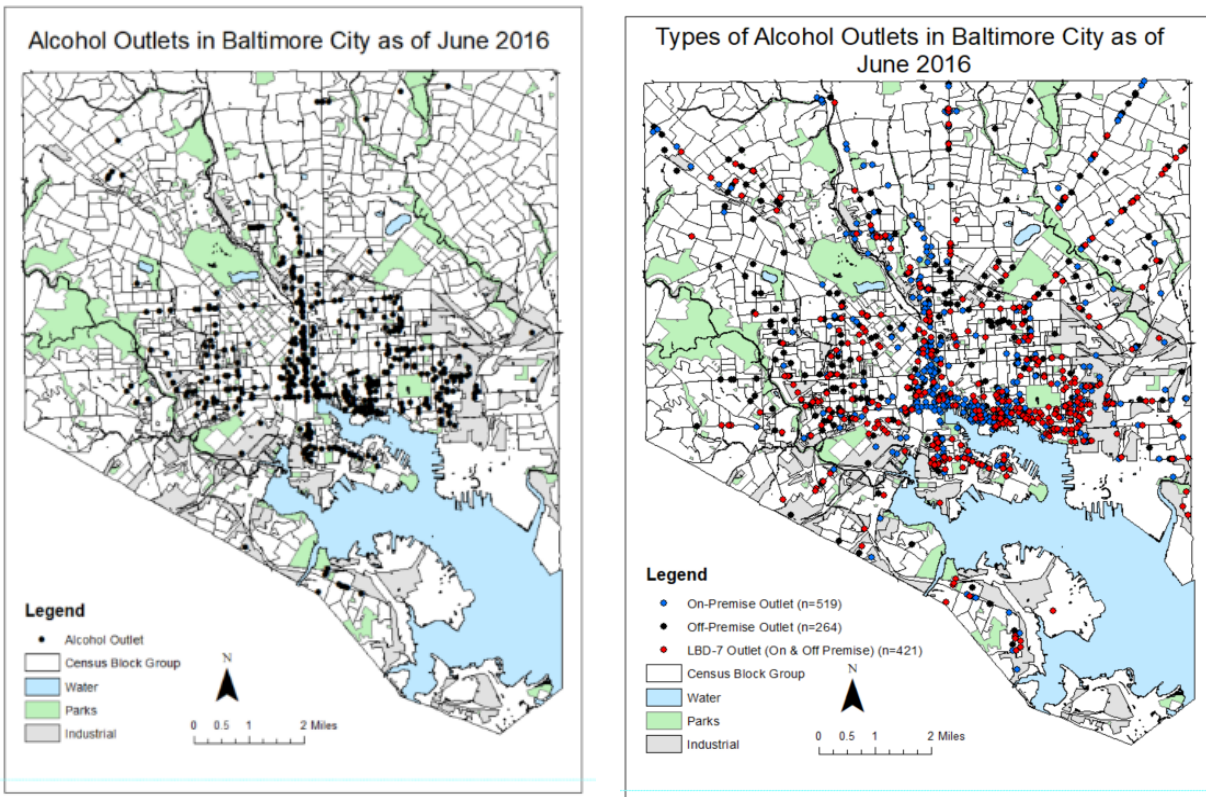 Alcohol Outlets in Baltimore City as of June 2016
Legend
Alcohol Outlet
Census Block Group
Water
Parks
Industrial
N
0 0.5 1 2 Miles
Types of Alcohol Outlets in Baltimore City as of
June 2016
Legend
On-Premise Outlet (n=519)
Off-Premise Outlet (n=264)
LBD-7 Outlet (On & Off Premise) (n=421)
Census Block Group
Water
Parks
Industrial
N
0 0.5 1 2 Miles